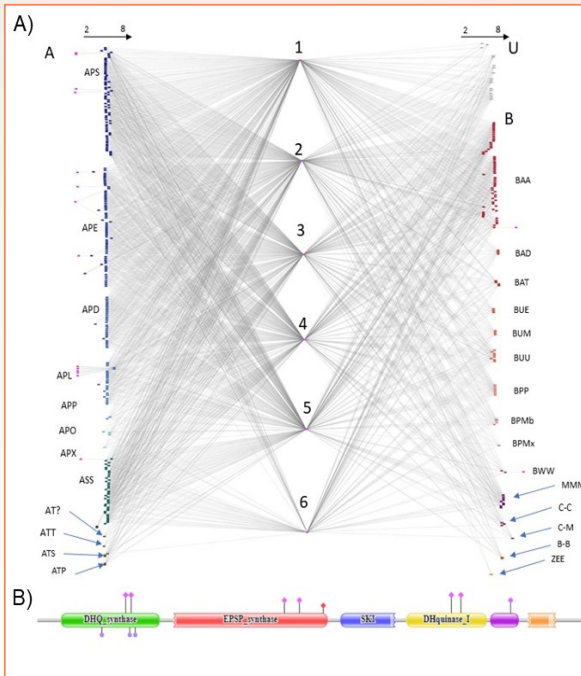 A)
2 8
2 8
A
1
U
APS
B
2
BAA
APE
3
BAD
BAT
APD
4
BUE
BUM
BUU
APL
APP
5
BPP
APO
BPMb
APX
BPMx
ASS
BWW
6
MMM
AT?
C-C
ATT
C-M
ATS
B-B
ATP
ZEE
B)
DHQ_synthase EPSP_synthase SKI DHquinase_I